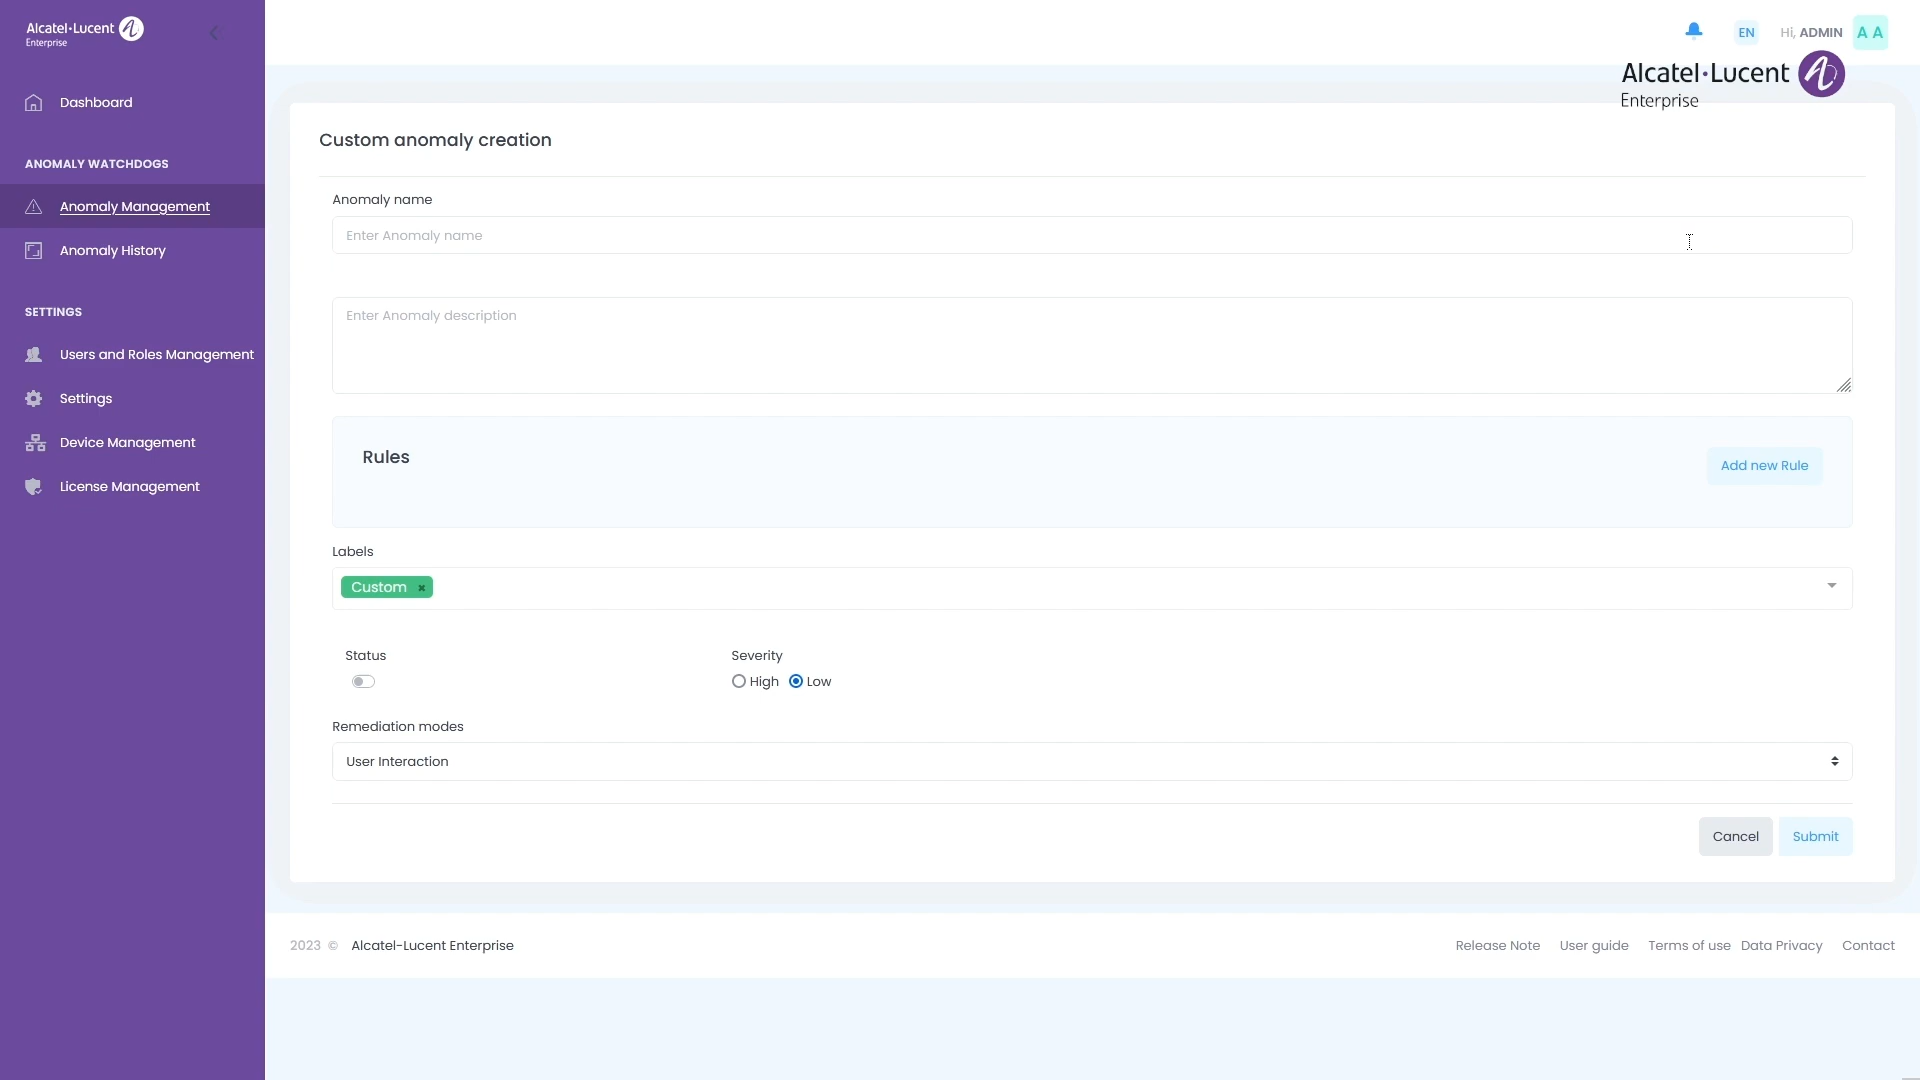 Alcatel·Lucent
Enterprise
EN
Hi, ADMIN
A A
Alcatel·Lucent
Enterprise
Dashboard
ANOMALY WATCHDOGS
Anomaly Management
Anomaly History
SETTINGS
Users and Roles Management
Settings
Device Management
License Management
Custom anomaly creation
Anomaly name
Enter Anomaly name
Enter Anomaly description
Rules
Add new Rule
Labels
Custom ×
Status
Severity
High Low
Remediation modes
User Interaction
Cancel Submit
2023 © Alcatel-Lucent Enterprise
Release Note User guide Terms of use Data Privacy Contact